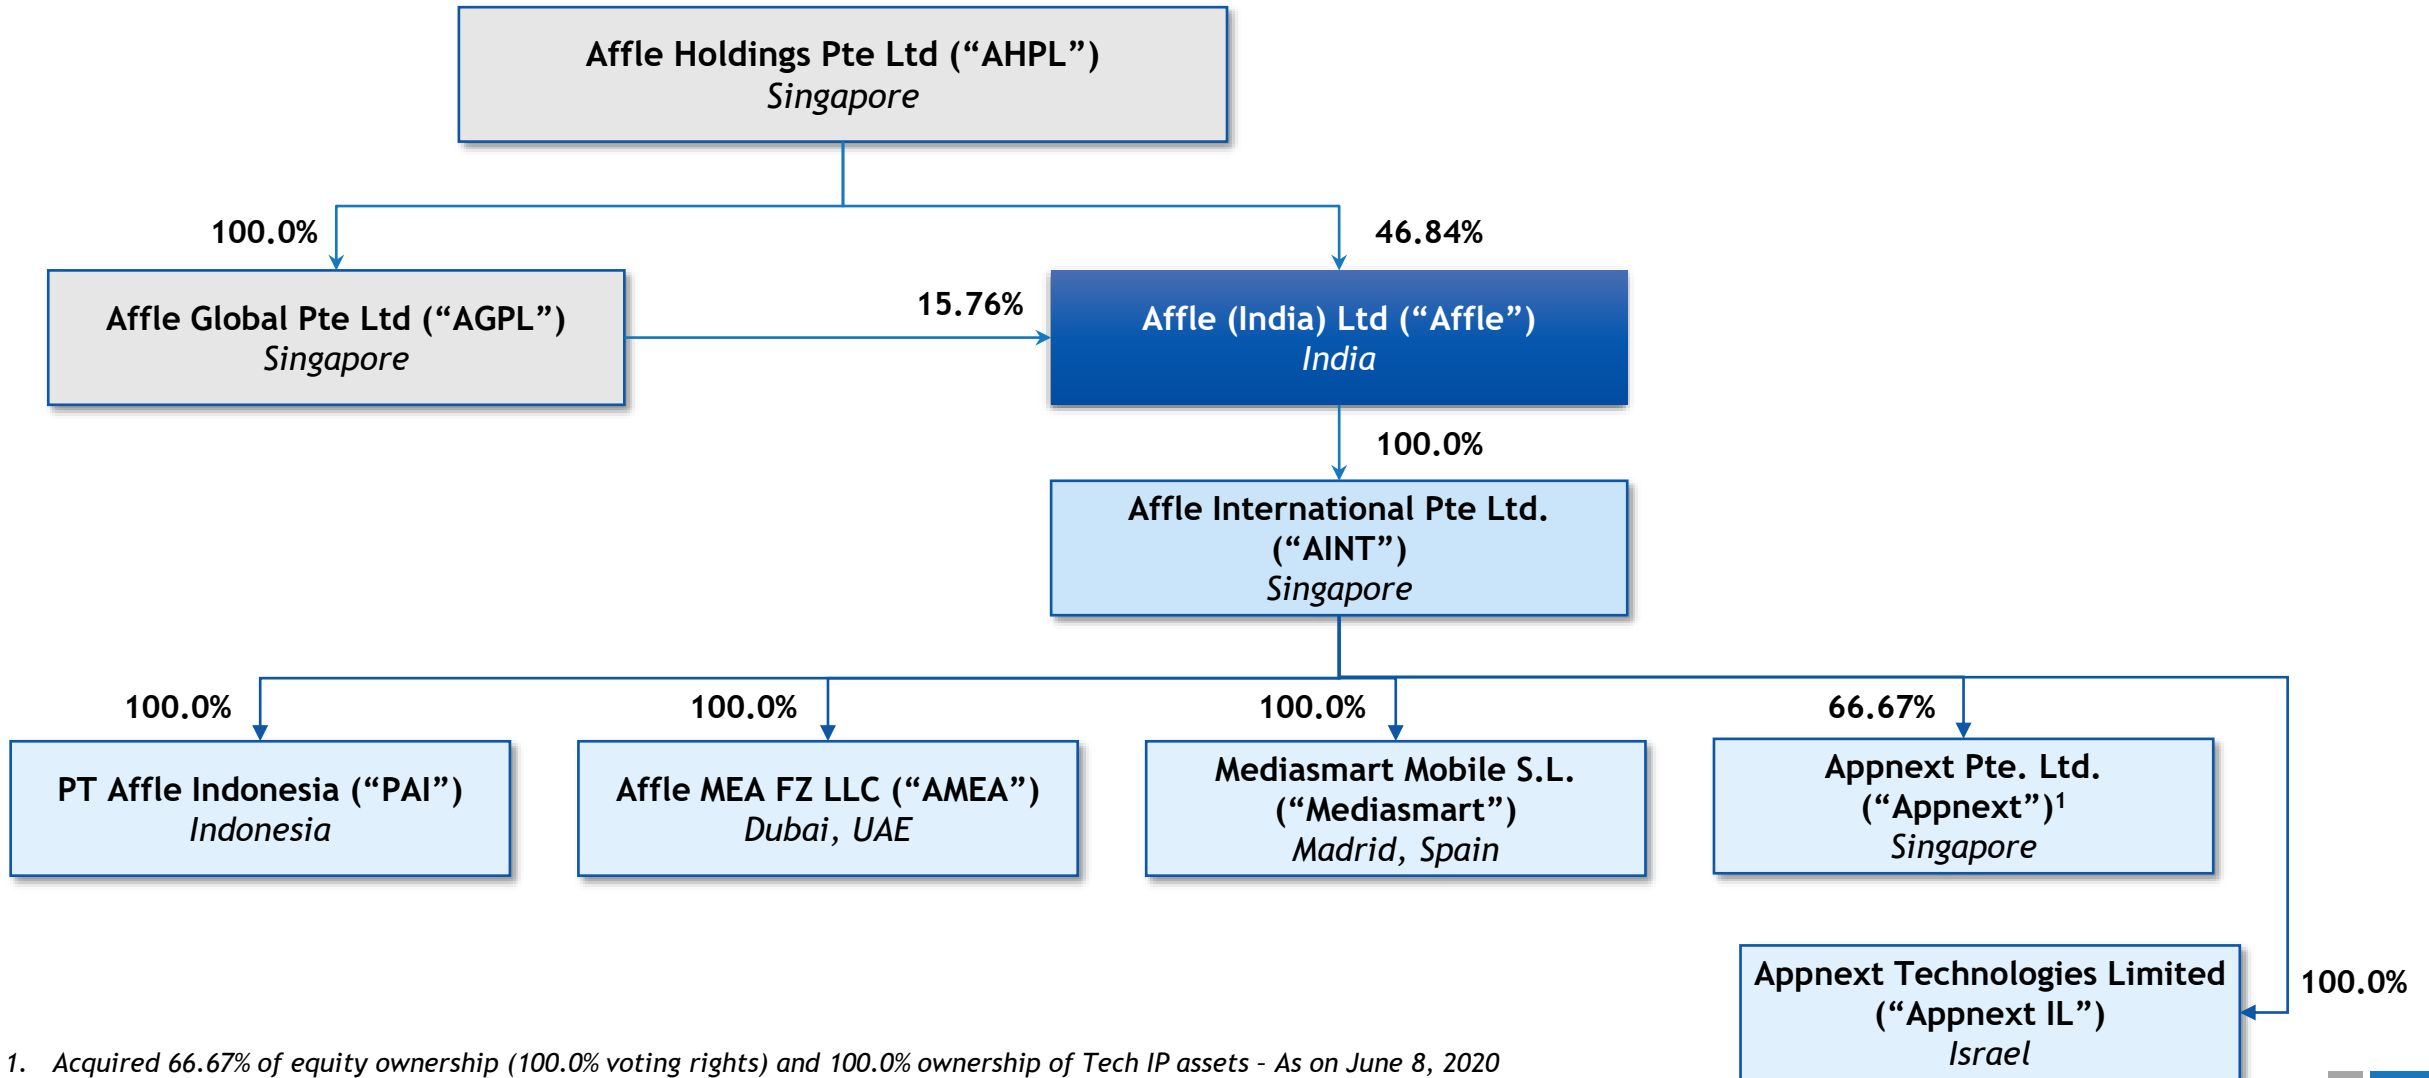 Affle Holdings Pte Ltd (“AHPL”)
Singapore
100.0%
46.84%
Affle Global Pte Ltd (“AGPL”)
Singapore
15.76%
Affle (India) Ltd (“Affle”)
India
100.0%
Affle International Pte Ltd.
(“AINT”)
Singapore
100.0%
100.0%
100.0%
66.67%
PT Affle Indonesia (“PAI”)
Indonesia
Affle MEA FZ LLC (“AMEA”)
Dubai, UAE
Mediasmart Mobile S.L.
(“Mediasmart”)
Madrid, Spain
Appnext Pte. Ltd.
(“Appnext”)¹
Singapore
Appnext Technologies Limited
(“Appnext IL”)
Israel
100.0%
1. Acquired 66.67% of equity ownership (100.0% voting rights) and 100.0% ownership of Tech IP assets – As on June 8, 2020